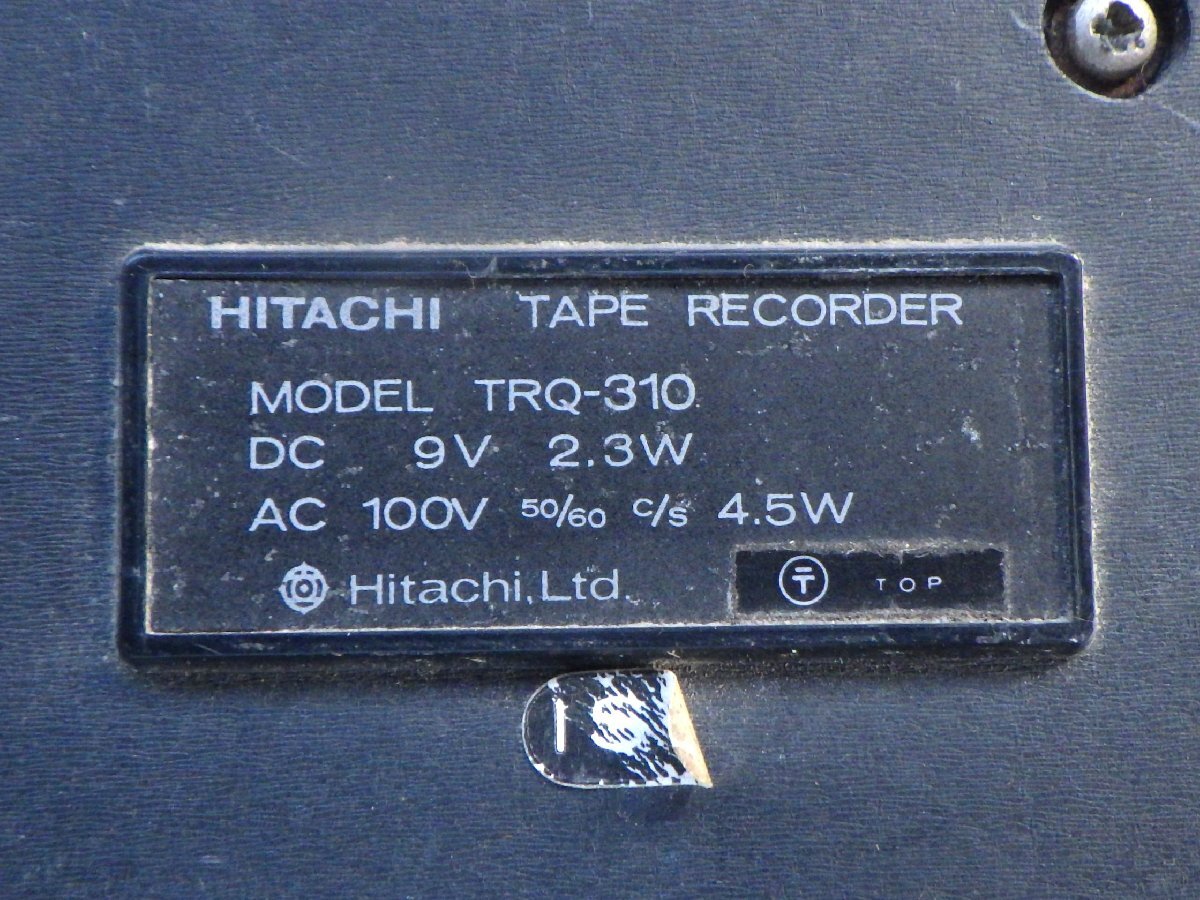 HITACHI TAPE RECORDER
MODEL TRQ-310
DC 9V 2.3W
AC 100V 50/60 c/s 4.5W
Hitachi, Ltd.
〒 TOP